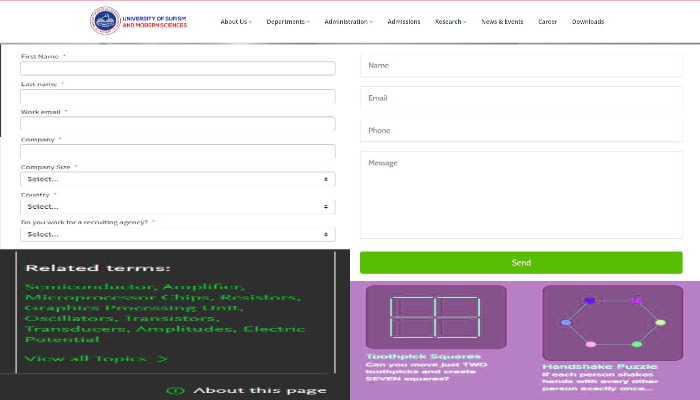 UNIVERSITY OF SUFISM
AND MODERN SCIENCES
About Us Departments Administration Admissions Research News & Events Career Downloads
First Name *
Last name *
Work email *
Company *
Company Size *
Select...
Country *
Select...
Do you work for a recruiting agency? *
Select...
Name
Email
Phone
Message
Send
Related terms:
Semiconductor, Amplifier,
Microprocessor Chips, Resistors,
Graphics Processing Unit,
Oscillators, Transistors,
Transducers, Amplitudes, Electric
Potential
View all Topics >
About this page
Toothpick Squares
Can you move just TWO
toothpicks and create
SEVEN squares?
Handshake Puzzle
If each person shakes
hands with every other
person exactly once...